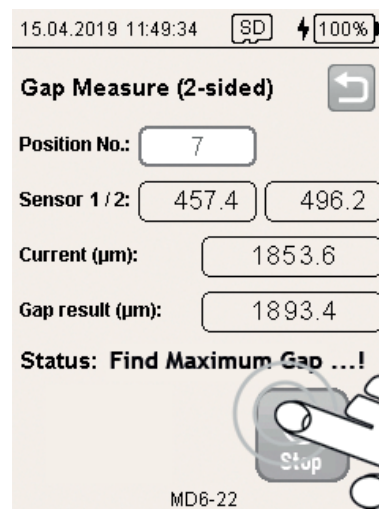 15.04.2019 11:49:34 SD 100%
Gap Measure (2-sided)
Position No.: 7
Sensor 1 / 2: 457.4 496.2
Current (µm): 1853.6
Gap result (µm): 1893.4
Status: Find Maximum Gap ...!
Stop
MD6-22